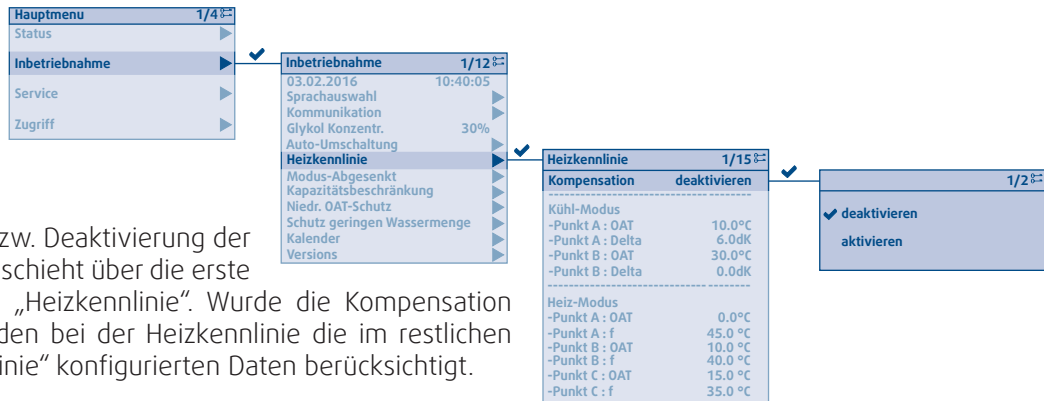 Hauptmenu 1/4
Status
Inbetriebnahme
Service
Zugriff
Inbetriebnahme 1/12
03.02.2016 10:40:05
Sprachauswahl
Kommunikation
Glykol Konzentr. 30%
Auto-Umschaltung
Heizkennlinie
Modus-Abgesenkt
Kapazitätsbeschränkung
Niedr. OAT-Schutz
Schutz geringen Wassermenge
Kalender
Versions
Heizkennlinie 1/15
Kompensation deaktivieren
Kühl-Modus
-Punkt A : OAT 10.0°C
-Punkt A : Delta 6.0dK
-Punkt B : OAT 30.0°C
-Punkt B : Delta 0.0dK
Heiz-Modus
-Punkt A : OAT 0.0°C
-Punkt A : f 45.0 °C
-Punkt B : OAT 10.0 °C
-Punkt B : f 40.0 °C
-Punkt C : OAT 15.0 °C
-Punkt C : f 35.0 °C
1/2
deaktivieren
aktivieren
zw. Deaktivierung der
schieht über die erste
„Heizkennlinie“. Wurde die Kompensation
den bei der Heizkennlinie die im restlichen
inie“ konfigurierten Daten berücksichtigt.